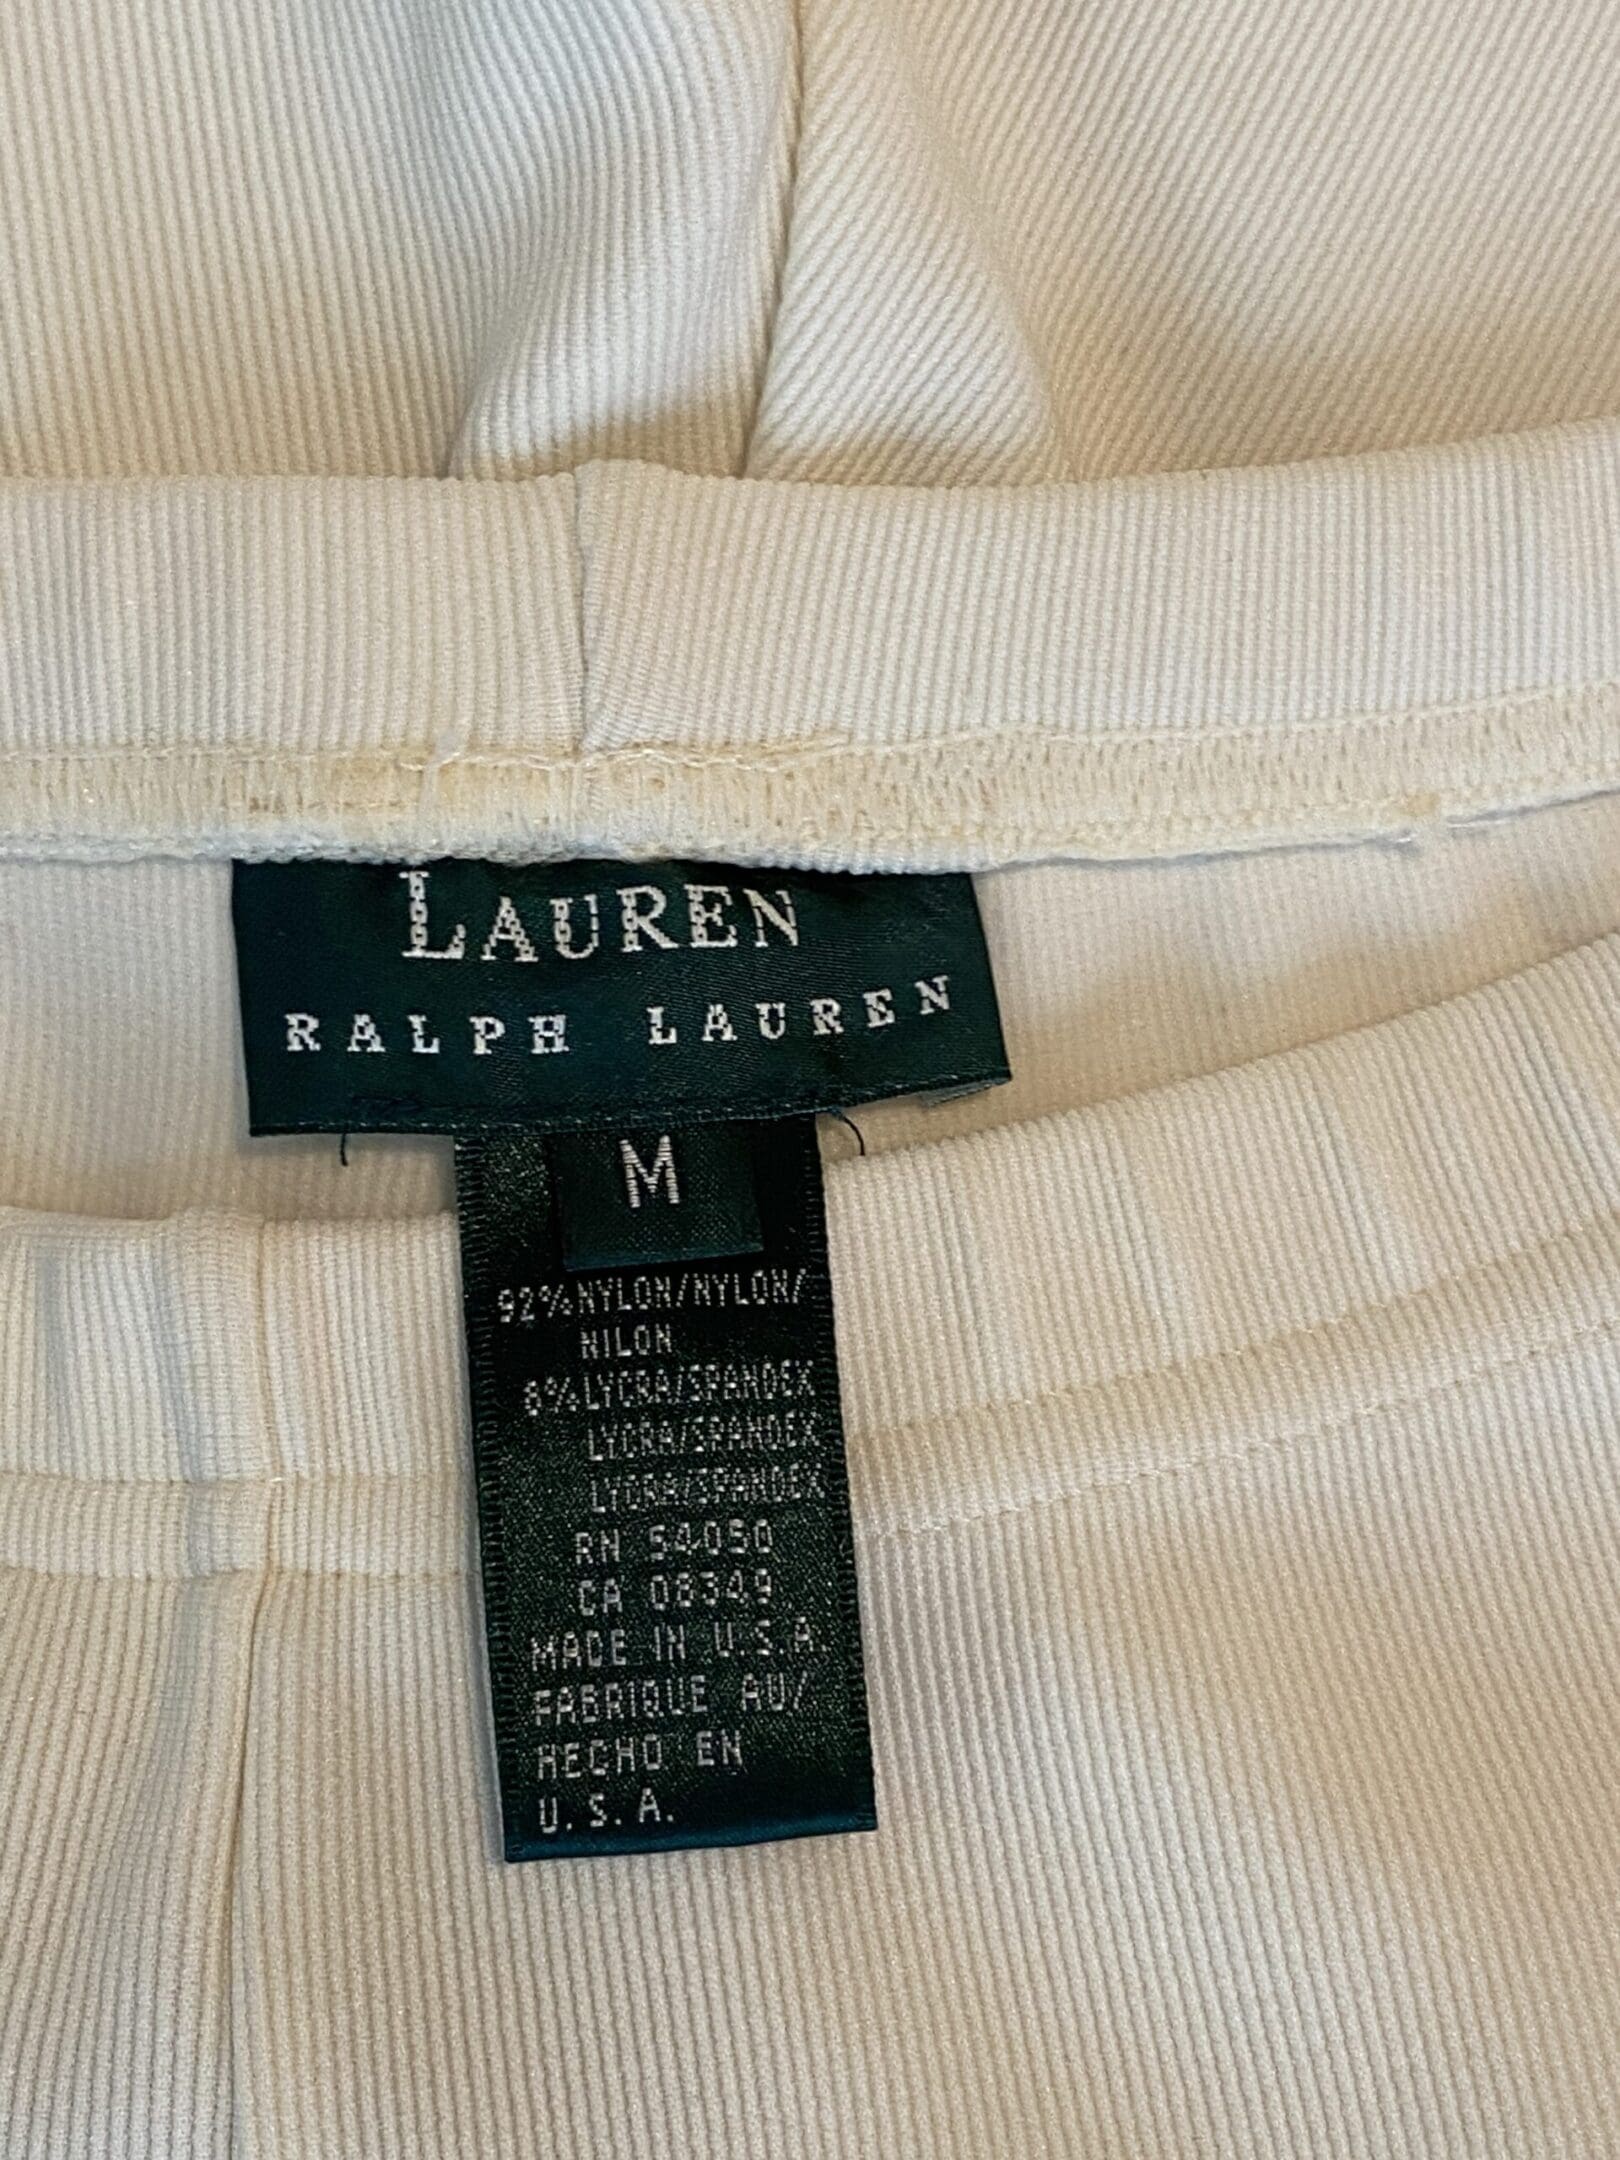 LAUREN
RALPH LAUREN
M
92% NYLON/NYLON/
NILON
8% LYCRA/SPANDEX
LYCRA/SPANDEX
LYCRA/SPANDEX
RN 54050
CA 08349
MADE IN U.S.A.
FABRIQUE AU/
HECHO EN
U.S.A.